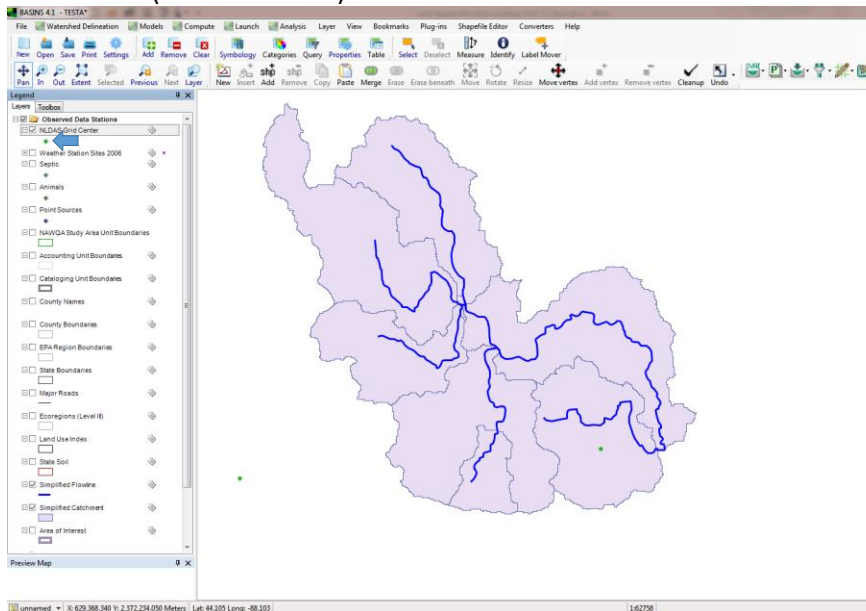 BASINS 4.1 - TESTA*
File Watershed Delineation Models Compute Launch Analysis Layer View Bookmarks Plug-ins Shapefile Editor Converters Help
New Open Save Print Settings Add Remove Clear Symbology Categories Query Properties Table Select Deselect Measure Identify Label Mover
Pan In Out Extent Selected Previous Next Layer New Insert Add Remove Copy Paste Merge Erase Erase beneath Move Rotate Resize Move vertex Add vertex Remove vertex Cleanup Undo
Legend
Layers Toolbox
Observed Data Stations
NLDAS Grid Center
Weather Station Sites 2006
Septic
Animals
Point Sources
NAWQA Study Area Unit Boundaries
Accounting Unit Boundaries
Cataloging Unit Boundaries
County Names
County Boundaries
EPA Region Boundaries
State Boundaries
Major Roads
Ecoregions (Level III)
Land Use Index
State Soil
Simplified Flowline
Simplified Catchment
Area of Interest
Preview Map
unnamed X: 629,368.340 Y: 2,372,234.050 Meters Lat: 44.105 Long: -88.103 1:62758